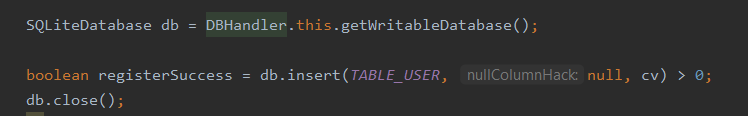 SQLiteDatabase db = DBHandler.this.getWritableDatabase();
boolean registerSuccess = db.insert(TABLE_USER, nullColumnHack: null, cv) > 0;
db.close();